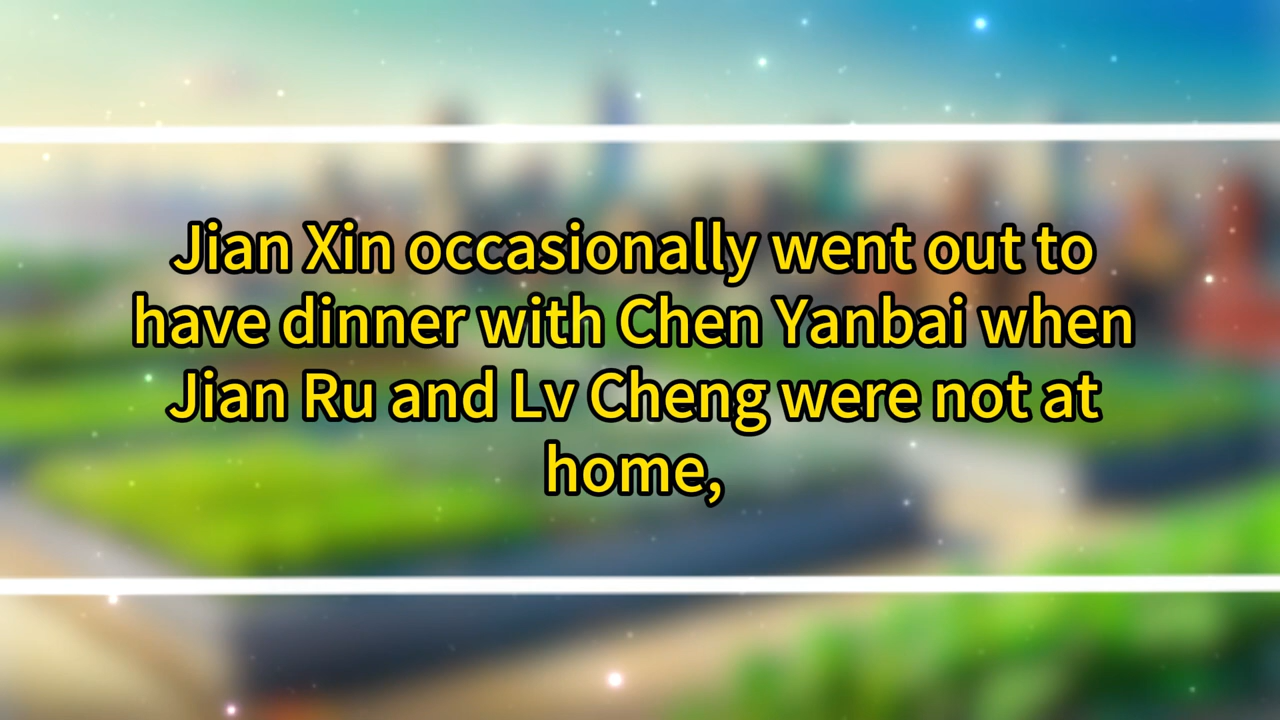 Jian Xin occasionally went out to
have dinner with Chen Yanbai when
Jian Ru and Lv Cheng were not at
home,